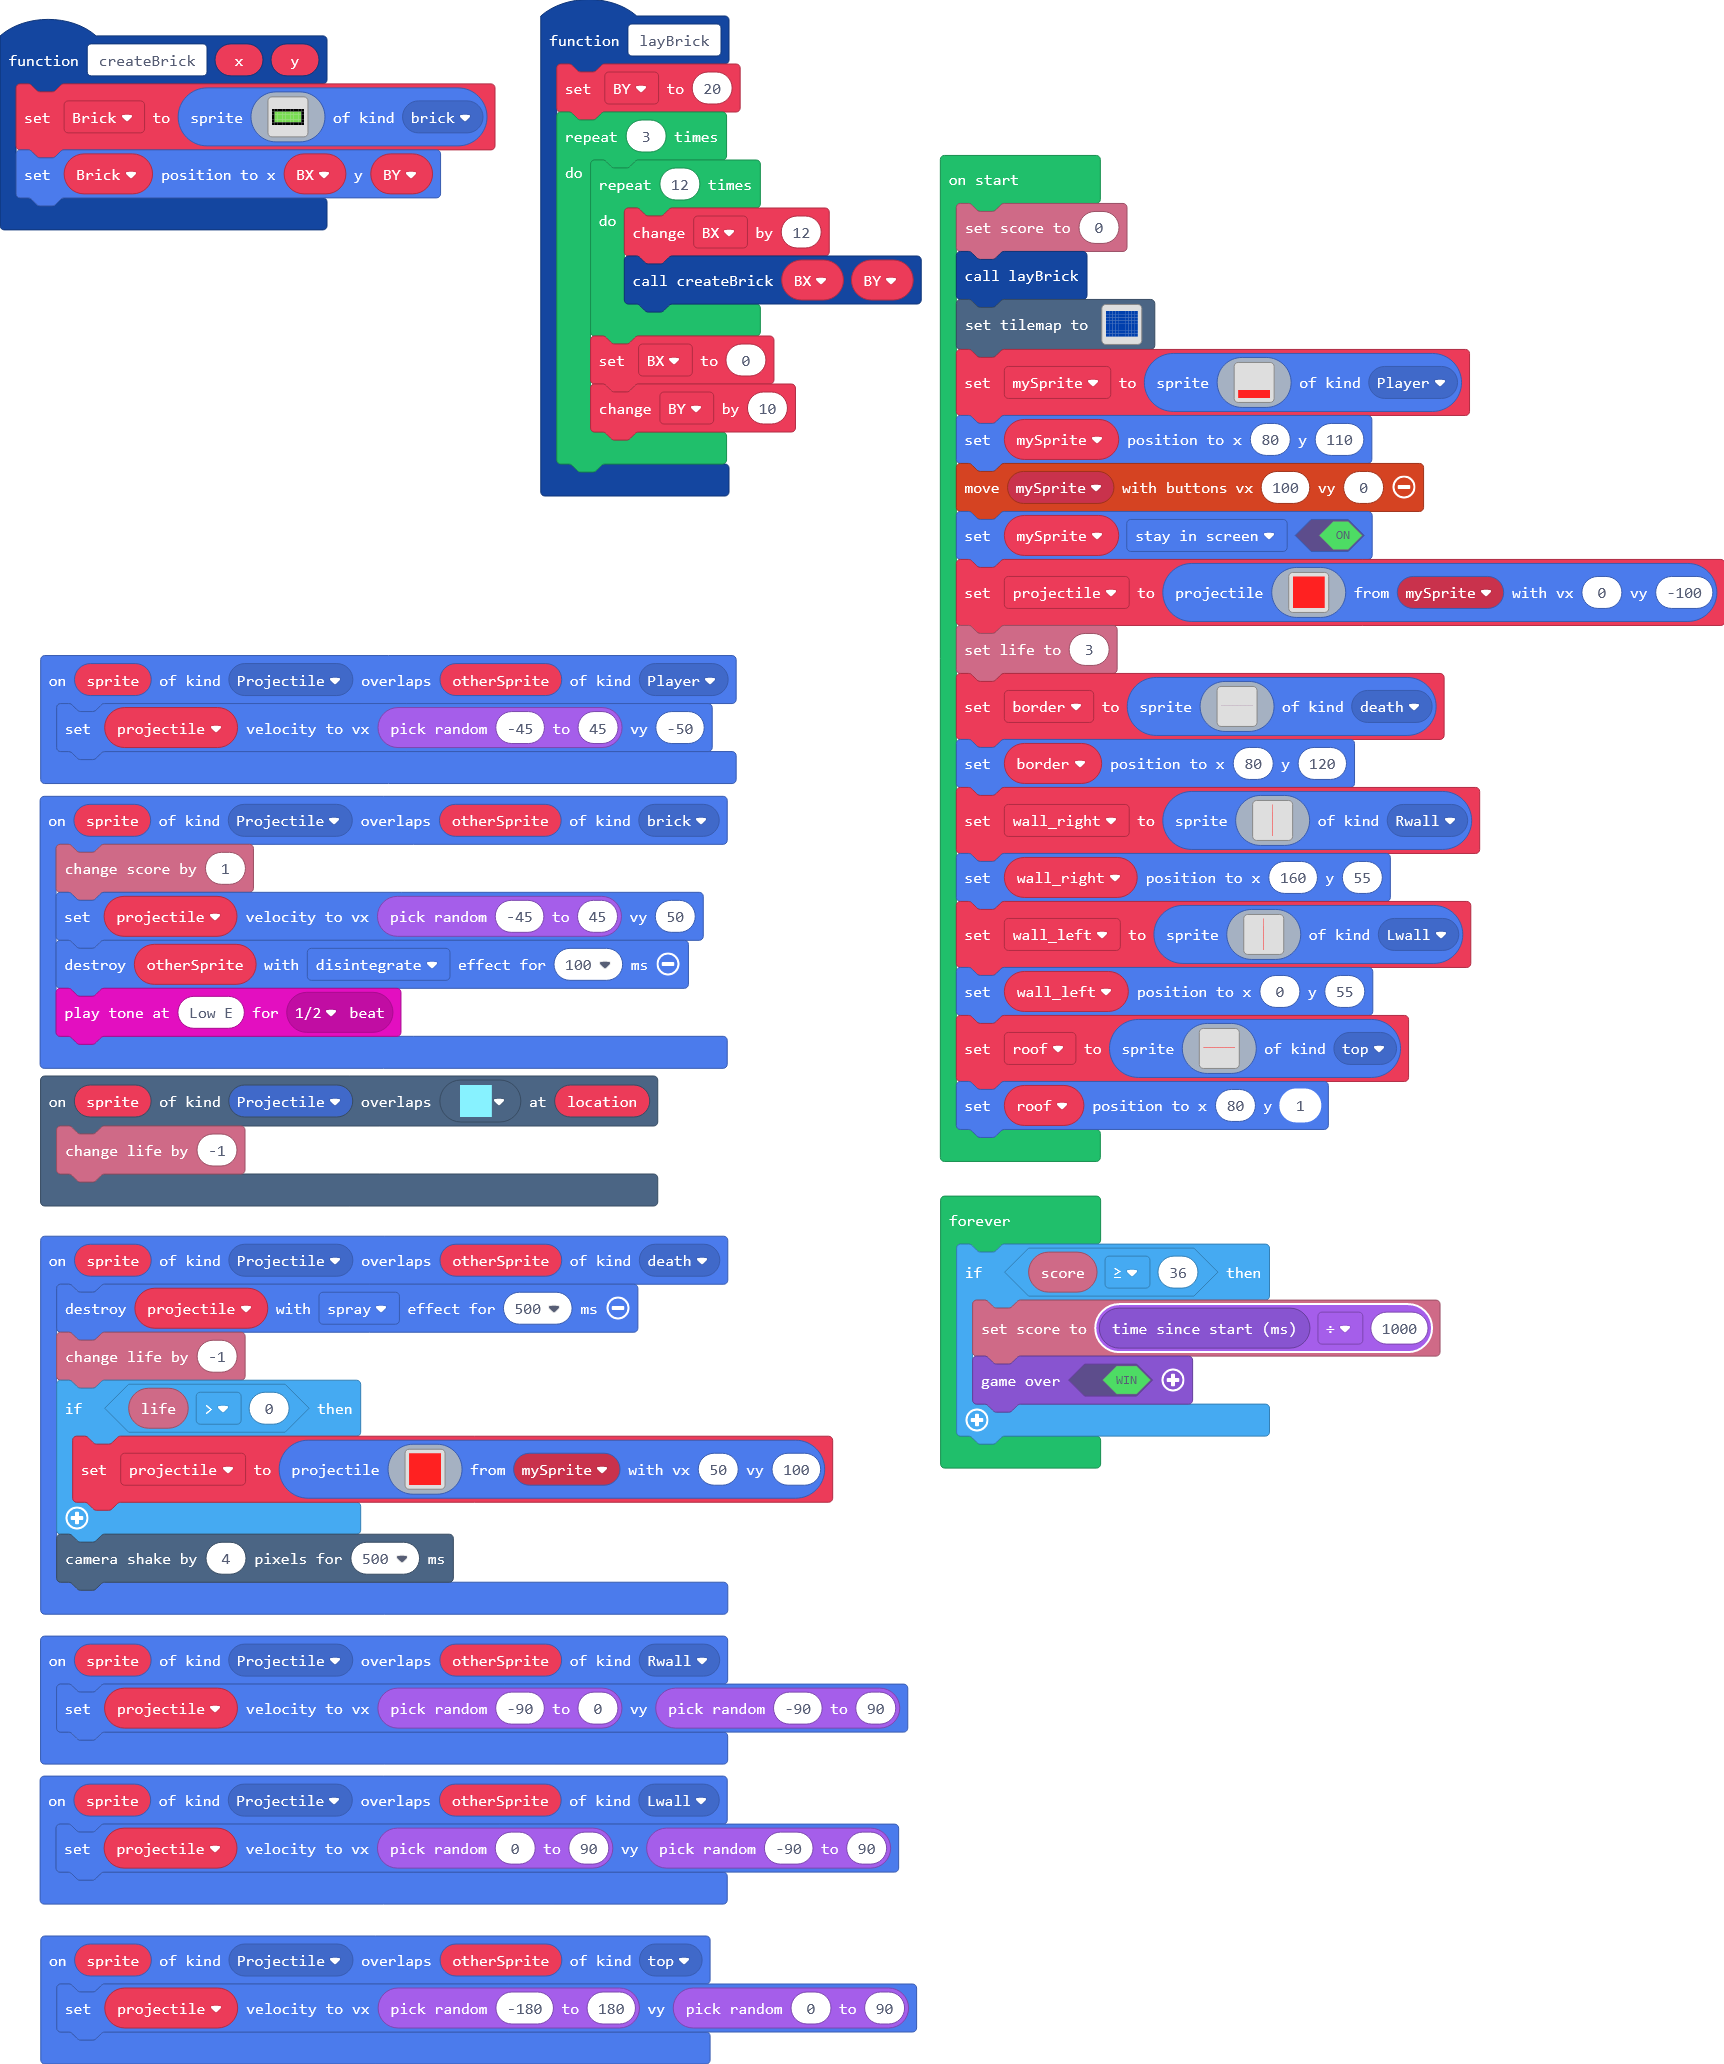 function createBrick x y
set Brick to sprite of kind brick
set Brick position to x BX y BY
function layBrick
set BY to 20
repeat 3 times
do
repeat 12 times
do
change BX by 12
call createBrick BX BY
set BX to 0
change BY by 10
on sprite of kind Projectile overlaps otherSprite of kind Player
set projectile velocity to vx pick random -45 to 45 vy -50
on sprite of kind Projectile overlaps otherSprite of kind brick
change score by 1
set projectile velocity to vx pick random -45 to 45 vy 50
destroy otherSprite with disintegrate effect for 100 ms
play tone at Low E for 1/2 beat
on sprite of kind Projectile overlaps at location
change life by -1
on sprite of kind Projectile overlaps otherSprite of kind death
destroy projectile with spray effect for 500 ms
change life by -1
if life > 0 then
set projectile to projectile from mySprite with vx 50 vy 100
camera shake by 4 pixels for 500 ms
on sprite of kind Projectile overlaps otherSprite of kind Rwall
set projectile velocity to vx pick random -90 to 0 vy pick random -90 to 90
on sprite of kind Projectile overlaps otherSprite of kind Lwall
set projectile velocity to vx pick random 0 to 90 vy pick random -90 to 90
on sprite of kind Projectile overlaps otherSprite of kind top
set projectile velocity to vx pick random -180 to 180 vy pick random 0 to 90
on start
set score to 0
call layBrick
set tilemap to
set mySprite to sprite of kind Player
set mySprite position to x 80 y 110
move mySprite with buttons vx 100 vy 0
set mySprite stay in screen ON
set projectile to projectile from mySprite with vx 0 vy -100
set life to 3
set border to sprite of kind death
set border position to x 80 y 120
set wall_right to sprite of kind Rwall
set wall_right position to x 160 y 55
set wall_left to sprite of kind Lwall
set wall_left position to x 0 y 55
set roof to sprite of kind top
set roof position to x 80 y 1
forever
if score ≥ 36 then
set score to time since start (ms) ÷ 1000
game over WIN